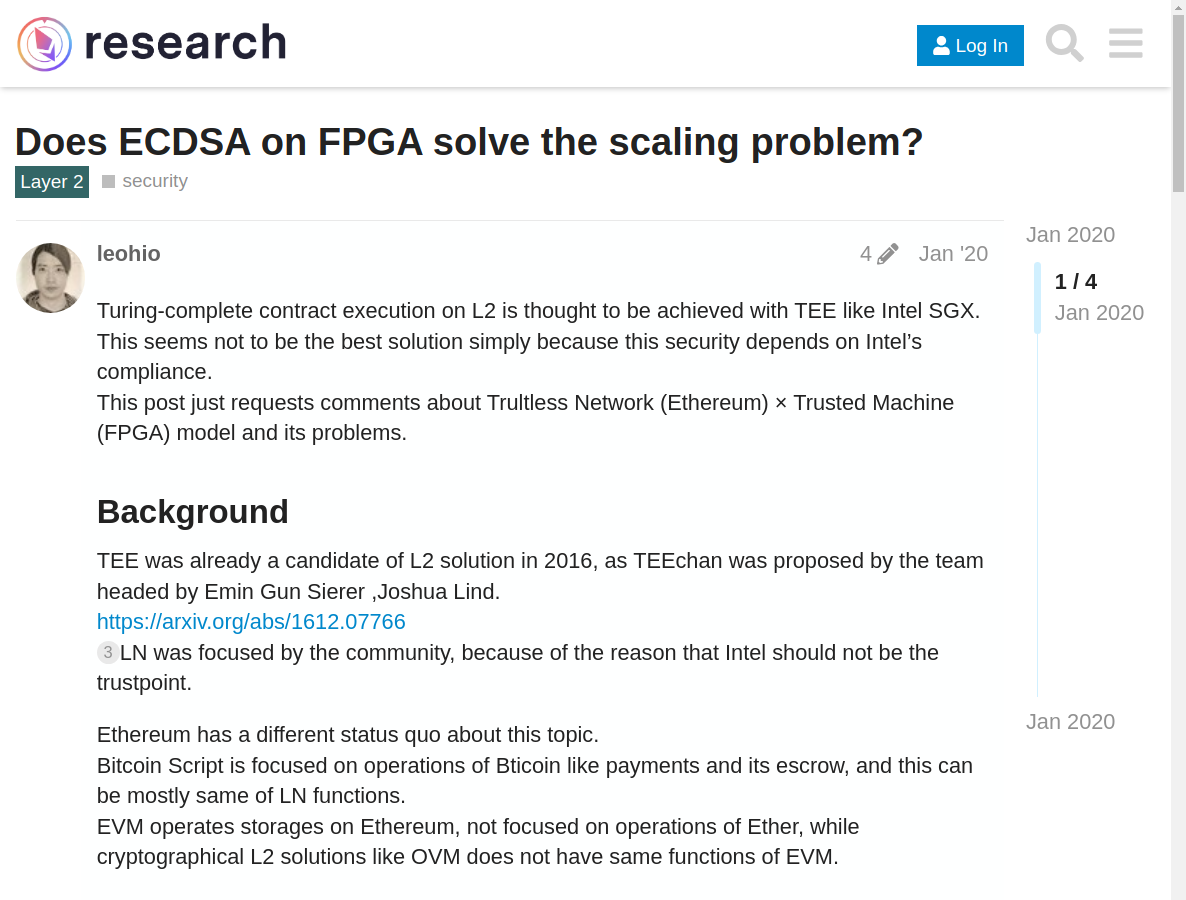 research
Log In
Does ECDSA on FPGA solve the scaling problem?
Layer 2 security
leohio 4 Jan '20
Turing-complete contract execution on L2 is thought to be achieved with TEE like Intel SGX.
This seems not to be the best solution simply because this security depends on Intel’s
compliance.
This post just requests comments about Trultless Network (Ethereum) × Trusted Machine
(FPGA) model and its problems.
Background
TEE was already a candidate of L2 solution in 2016, as TEEchan was proposed by the team
headed by Emin Gun Sierer ,Joshua Lind.
https://arxiv.org/abs/1612.07766
3 LN was focused by the community, because of the reason that Intel should not be the
trustpoint.
Ethereum has a different status quo about this topic.
Bitcoin Script is focused on operations of Bticoin like payments and its escrow, and this can
be mostly same of LN functions.
EVM operates storages on Ethereum, not focused on operations of Ether, while
cryptographical L2 solutions like OVM does not have same functions of EVM.
Jan 2020
1 / 4
Jan 2020
Jan 2020